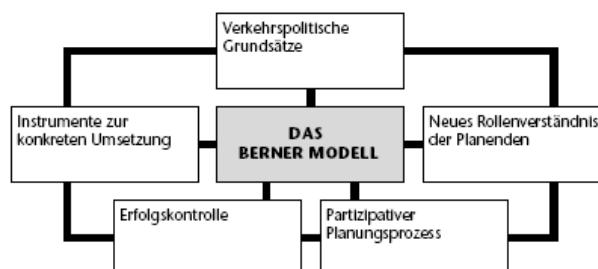 Verkehrspolitische
Grundsätze
Instrumente zur
konkreten Umsetzung
DAS
BERNER MODELL
Neues Rollenverständnis
der Planenden
Erfolgskontrolle
Partizipativer
Planungsprozess